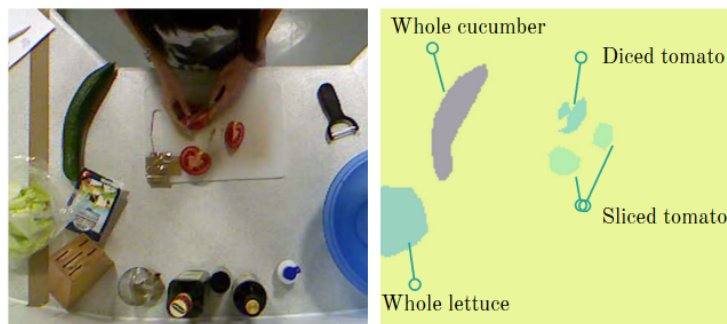 Whole cucumber
Diced tomato
Sliced tomato
Whole lettuce